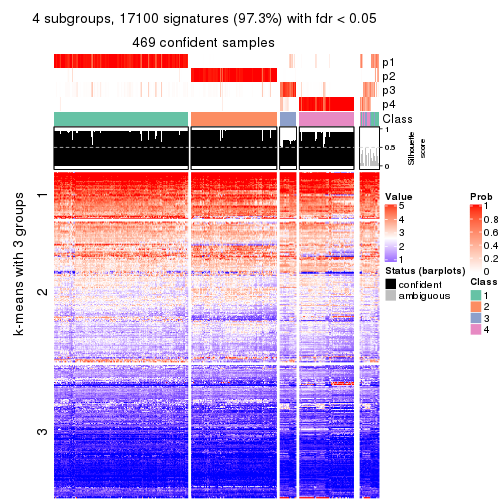 4 subgroups, 17100 signatures (97.3%) with fdr < 0.05
469 confident samples
p1
p2
p3
p4
Class
1
0.5
0
Silhouette
score
k-means with 3 groups
1
2
3
Value
5
4
3
2
1
Status (barplots)
confident
ambiguous
Prob
1
0.8
0.6
0.4
0.2
0
Class
1
2
3
4